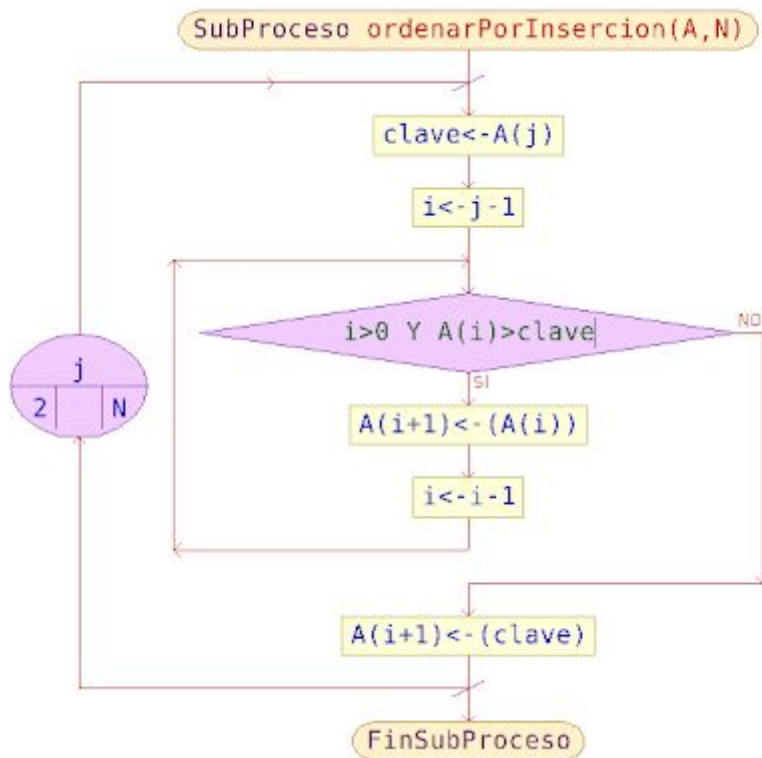 SubProceso ordenarPorInsercion(A,N)
clave<-A(j)
i<-j-1
i>0 Y A(i)>clave
NO
SI
j
2 N
A(i+1)<-(A(i))
i<-i-1
A(i+1)<-(clave)
FinSubProceso